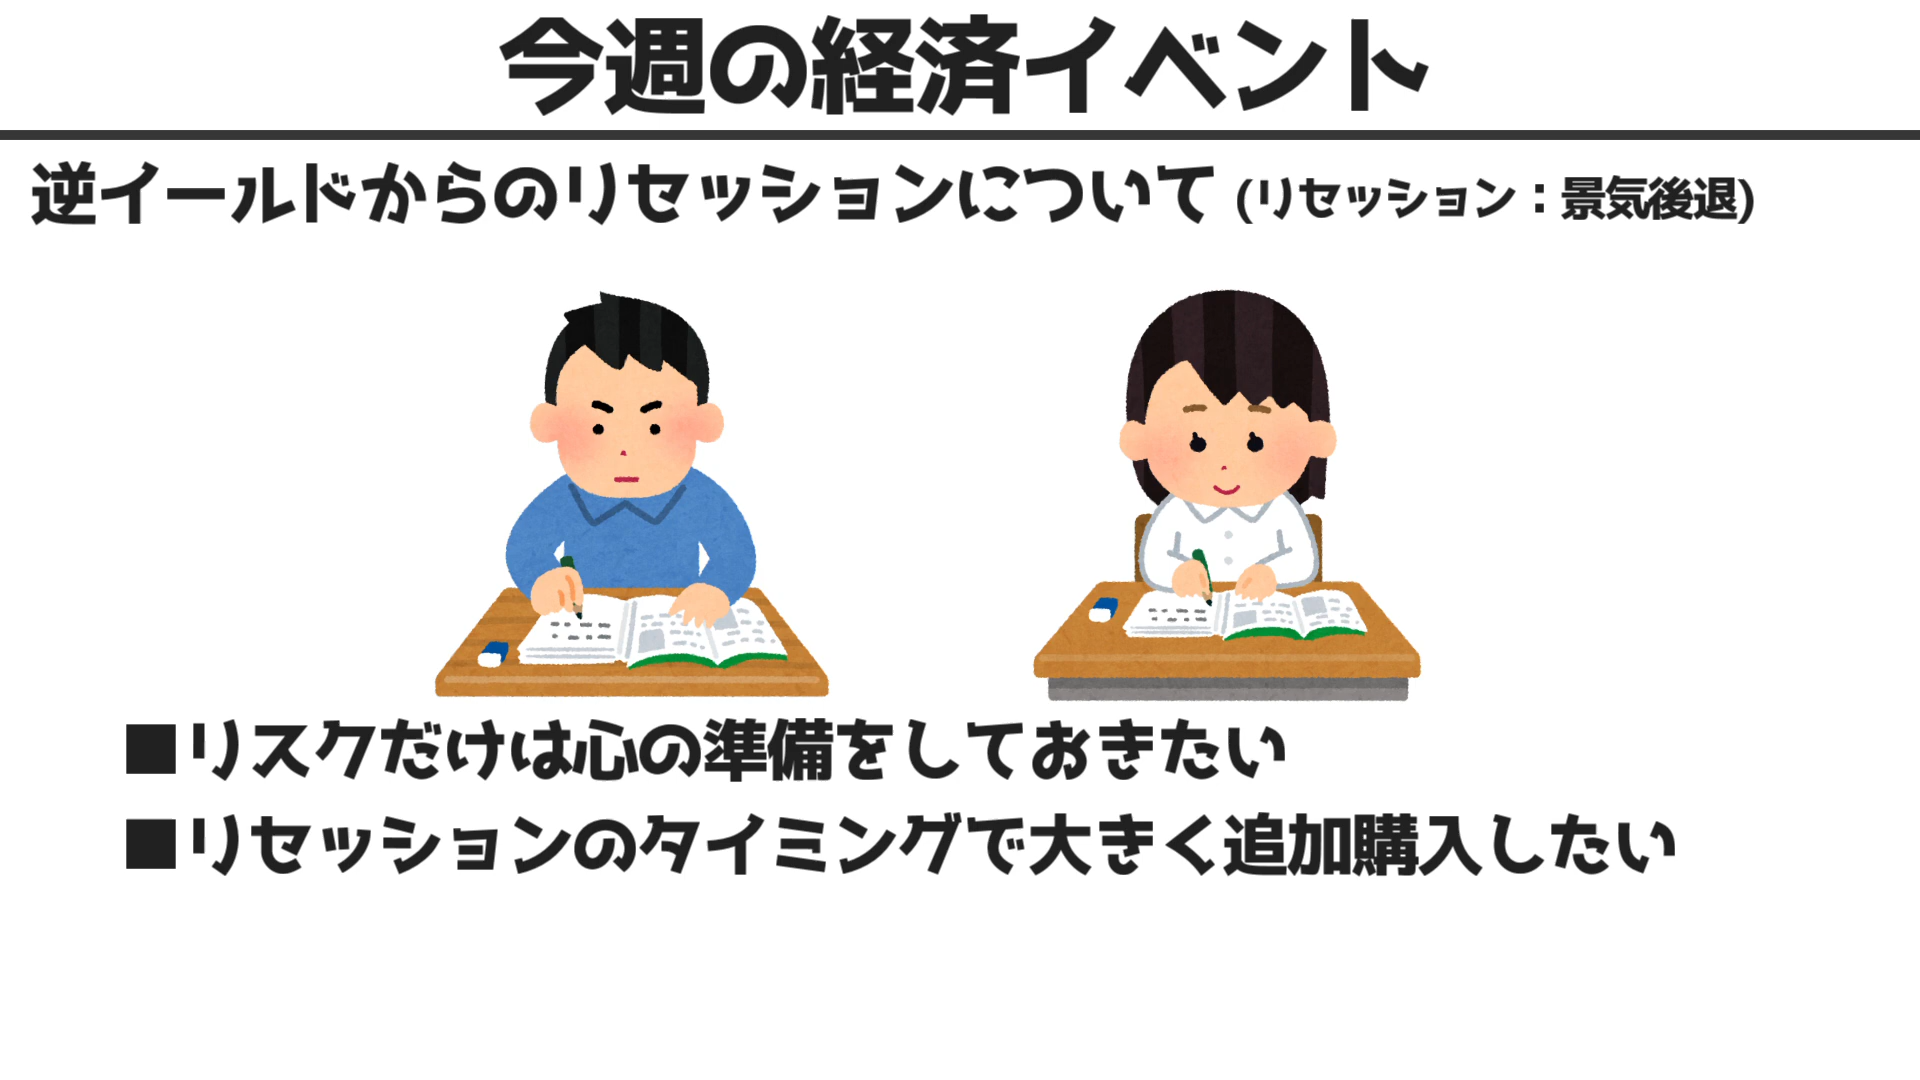 今週の経済イベント
逆イールドからのリセッションについて (リセッション：景気後退)
■リスクだけは心の準備をしておきたい
■リセッションのタイミングで大きく追加購入したい